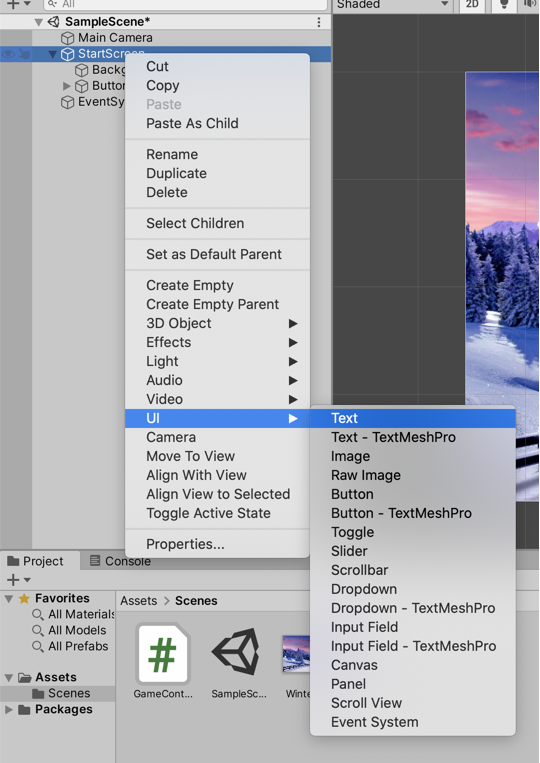 All
Shaded
2D
SampleScene*
Main Camera
StartScreen
Backg
Button
EventSy
Cut
Copy
Paste
Paste As Child
Rename
Duplicate
Delete
Select Children
Set as Default Parent
Create Empty
Create Empty Parent
3D Object
Effects
Light
Audio
Video
UI
Camera
Move To View
Align With View
Align View to Selected
Toggle Active State
Properties...
Text
Text - TextMeshPro
Image
Raw Image
Button
Button - TextMeshPro
Toggle
Slider
Scrollbar
Dropdown
Dropdown - TextMeshPro
Input Field
Input Field - TextMeshPro
Canvas
Panel
Scroll View
Event System
Project
Console
Favorites
All Materials
All Models
All Prefabs
Assets
Scenes
Packages
Assets > Scenes
#
GameCont...
SampleSc...
Winte